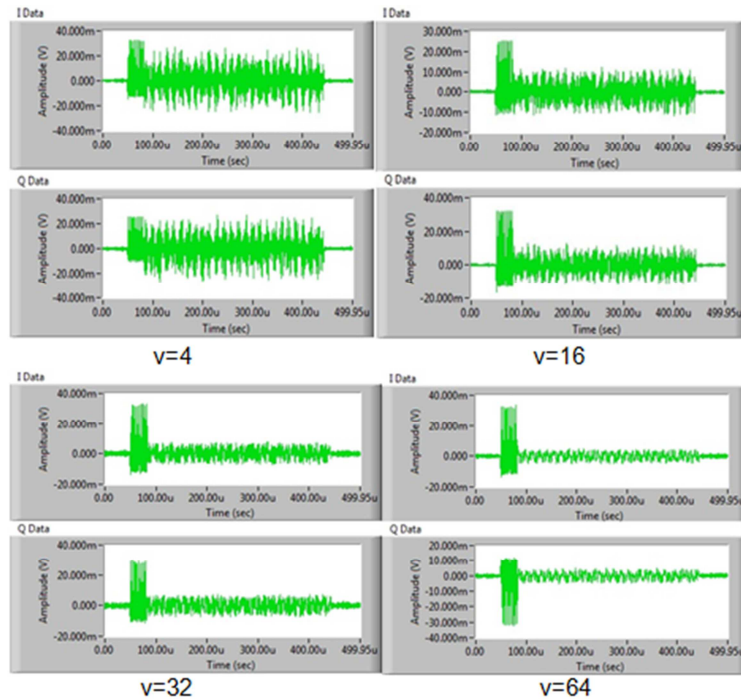 I Data
40.000m
20.000m
0.000
-20.000m
-40.000m
Amplitude (V)
0.00 100.00u 200.00u 300.00u 400.00u 499.95u
Time (sec)
Q Data
40.000m
20.000m
0.000
-20.000m
-40.000m
Amplitude (V)
0.00 100.00u 200.00u 300.00u 400.00u 499.95u
Time (sec)
v=4
I Data
30.000m
20.000m
10.000m
0.000
-10.000m
-20.000m
Amplitude (V)
0.00 100.00u 200.00u 300.00u 400.00u 499.95u
Time (sec)
Q Data
40.000m
20.000m
0.000
-20.000m
Amplitude (V)
0.00 100.00u 200.00u 300.00u 400.00u 499.95u
Time (sec)
v=16
I Data
40.000m
20.000m
0.000
-20.000m
Amplitude (V)
0.00 100.00u 200.00u 300.00u 400.00u 499.95u
Time (sec)
Q Data
40.000m
20.000m
0.000
-20.000m
Amplitude (V)
0.00 100.00u 200.00u 300.00u 400.00u 499.95u
Time (sec)
v=32
I Data
40.000m
20.000m
0.000
-20.000m
Amplitude (V)
0.00 100.00u 200.00u 300.00u 400.00u 499.95u
Time (sec)
Q Data
20.000m
10.000m
0.000
-10.000m
-20.000m
-30.000m
-40.000m
Amplitude (V)
0.00 100.00u 200.00u 300.00u 400.00u 499.95u
Time (sec)
v=64